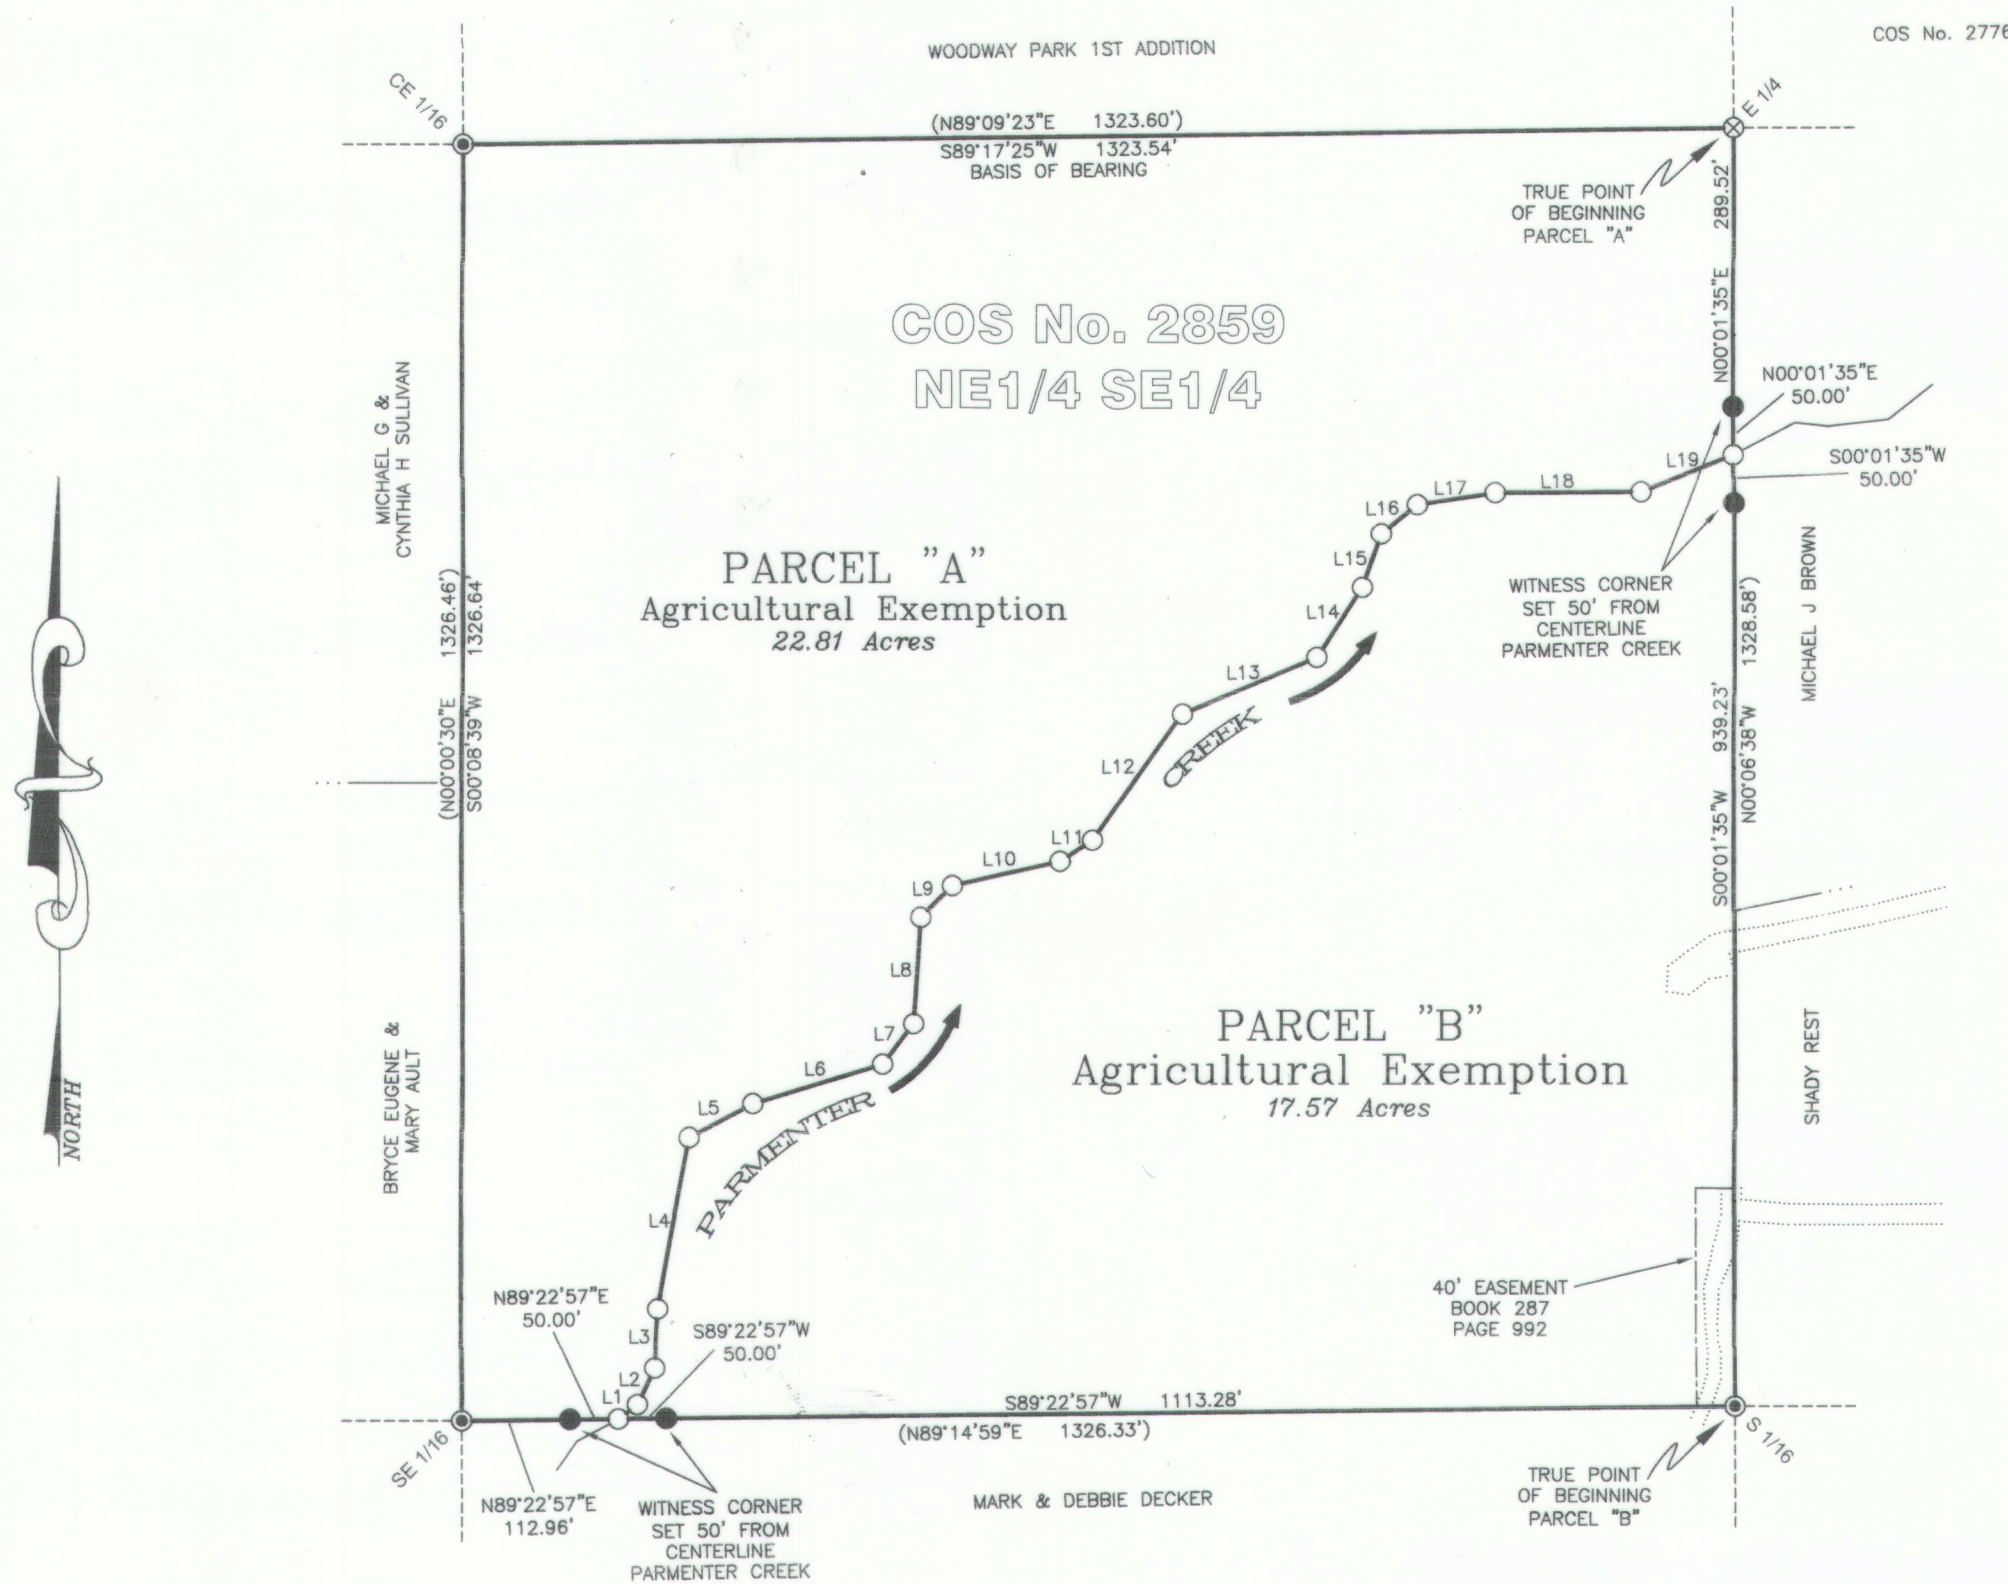 COS No. 2776
WOODWAY PARK 1ST ADDITION
CE 1/16
E 1/4
(N89°09'23"E 1323.60')
S89°17'25"W 1323.54'
BASIS OF BEARING
TRUE POINT
OF BEGINNING
PARCEL "A"
N00°01'35"E 289.52'
COS No. 2859
NE1/4 SE1/4
MICHAEL G &
CYNTHIA H SULLIVAN
N00°01'35"E
50.00'
S00°01'35"W
50.00'
L19
L18
L17
L16
L15
L14
L13
L12
L11
L10
L9
L8
L7
L6
L5
L4
L3
L2
L1
PARCEL "A"
Agricultural Exemption
22.81 Acres
WITNESS CORNER
SET 50' FROM
CENTERLINE
PARMENTER CREEK
MICHAEL J BROWN
(N00°00'30"E 1326.46')
S00°08'39"W 1326.64'
S00°01'35"W 939.23'
N00°06'38"W 1328.58')
PARMENTER CREEK
NORTH
PARCEL "B"
Agricultural Exemption
17.57 Acres
BRYCE EUGENE &
MARY AULT
SHADY REST
40' EASEMENT
BOOK 287
PAGE 992
N89°22'57"E
50.00'
S89°22'57"W
50.00'
S89°22'57"W 1113.28'
(N89°14'59"E 1326.33')
SE 1/16
S 1/16
N89°22'57"E
112.96'
WITNESS CORNER
SET 50' FROM
CENTERLINE
PARMENTER CREEK
MARK & DEBBIE DECKER
TRUE POINT
OF BEGINNING
PARCEL "B"